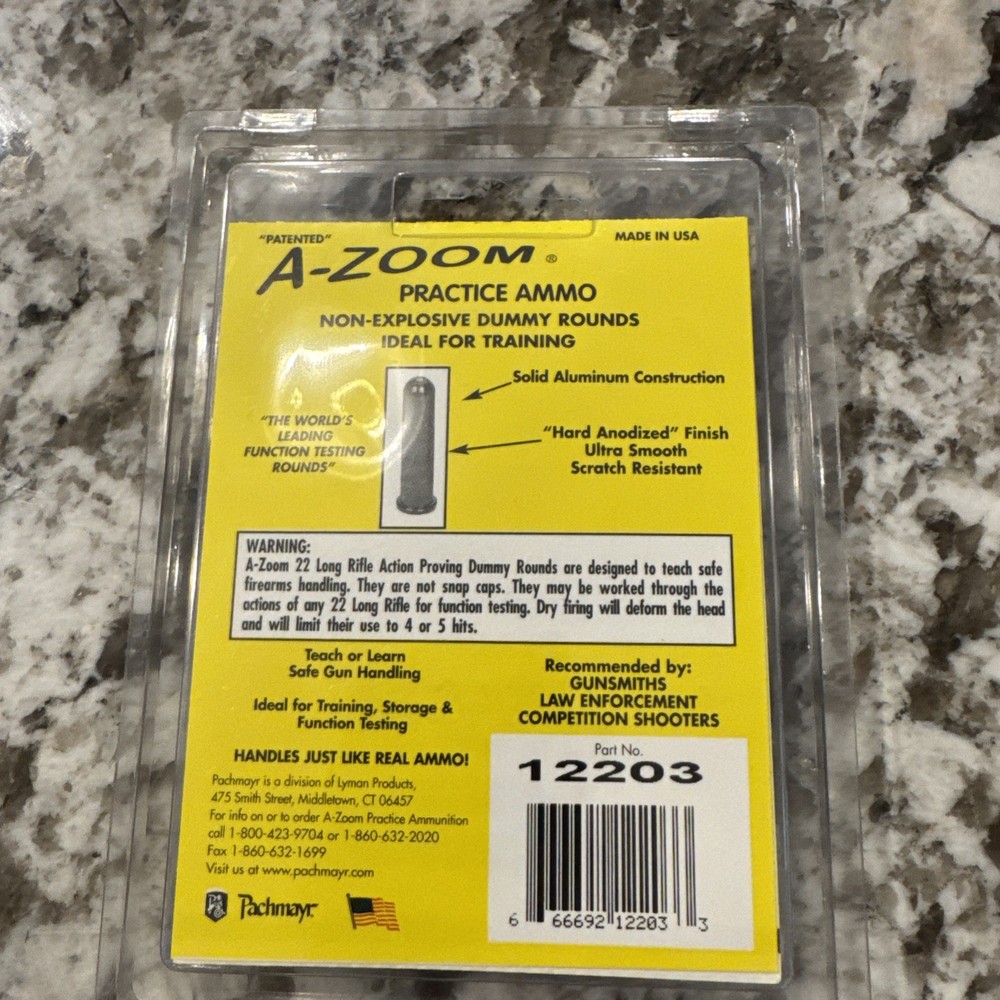 "PATENTED"
MADE IN USA
A-ZOOM®
PRACTICE AMMO
NON-EXPLOSIVE DUMMY ROUNDS
IDEAL FOR TRAINING
Solid Aluminum Construction
"THE WORLD'S
LEADING
FUNCTION TESTING
ROUNDS"
"Hard Anodized" Finish
Ultra Smooth
Scratch Resistant
WARNING:
A-Zoom 22 Long Rifle Action Proving Dummy Rounds are designed to teach safe
firearms handling. They are not snap caps. They may be worked through the
actions of any 22 Long Rifle for function testing. Dry firing will deform the head
and will limit their use to 4 or 5 hits.
Teach or Learn
Safe Gun Handling
Ideal for Training, Storage &
Function Testing
Recommended by:
GUNSMITHS
LAW ENFORCEMENT
COMPETITION SHOOTERS
HANDLES JUST LIKE REAL AMMO!
Pachmayr is a division of Lyman Products,
475 Smith Street, Middletown, CT 06457
For info on or to order A-Zoom Practice Ammunition
call 1-800-423-9704 or 1-860-632-2020
Fax 1-860-632-1699
Visit us at www.pachmayr.com
Pachmayr
Part No.
12203
6 66692 12203 3